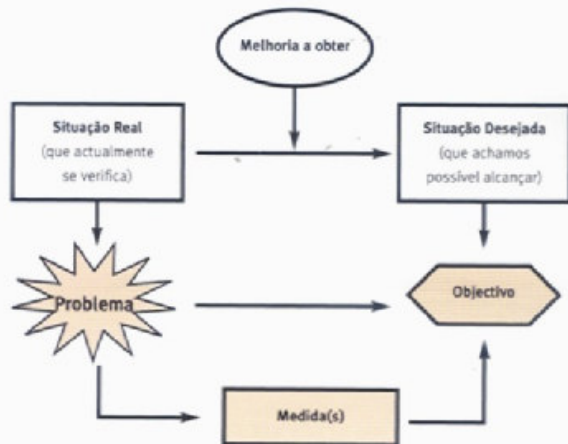 Melhoria a obter
Situação Real
(que actualmente
se verifica)
Situação Desejada
(que achamos
possível alcançar)
Problema
Objectivo
Medida(s)